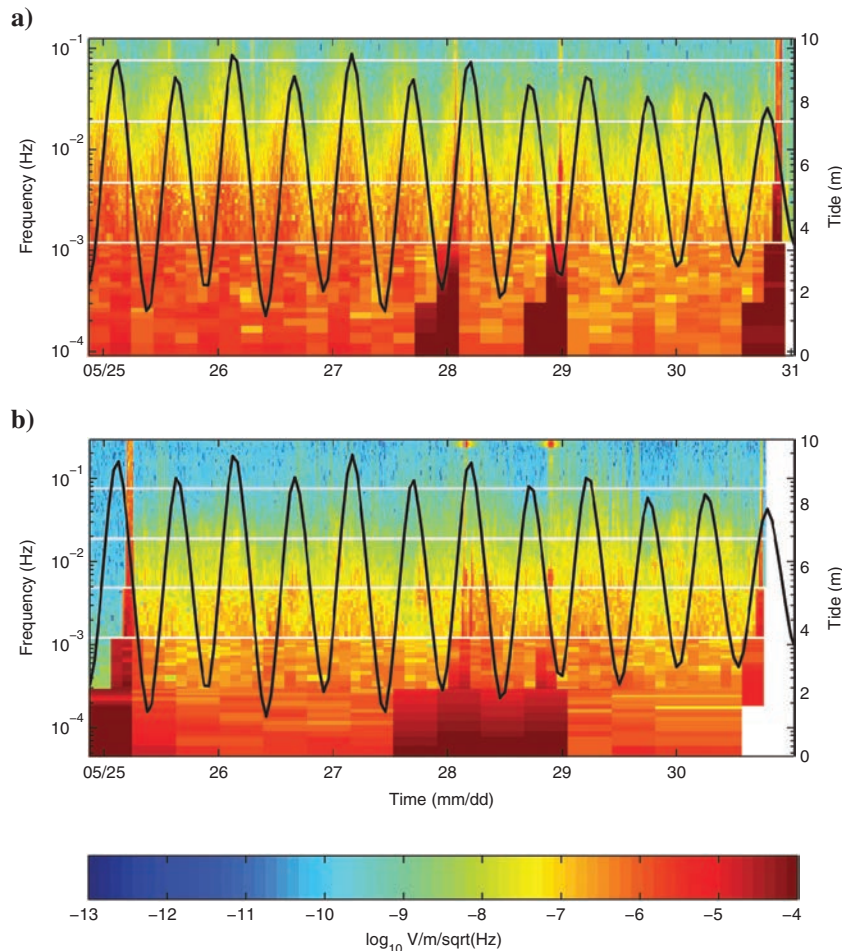 a)
10⁻¹
10⁻²
10⁻³
10⁻⁴
Frequency (Hz)
10
8
6
4
2
0
Tide (m)
05/25 26 27 28 29 30 31
b)
10⁻¹
10⁻²
10⁻³
10⁻⁴
Frequency (Hz)
10
8
6
4
2
0
Tide (m)
05/25 26 27 28 29 30
Time (mm/dd)
−13 −12 −11 −10 −9 −8 −7 −6 −5 −4
log₁₀ V/m/sqrt(Hz)